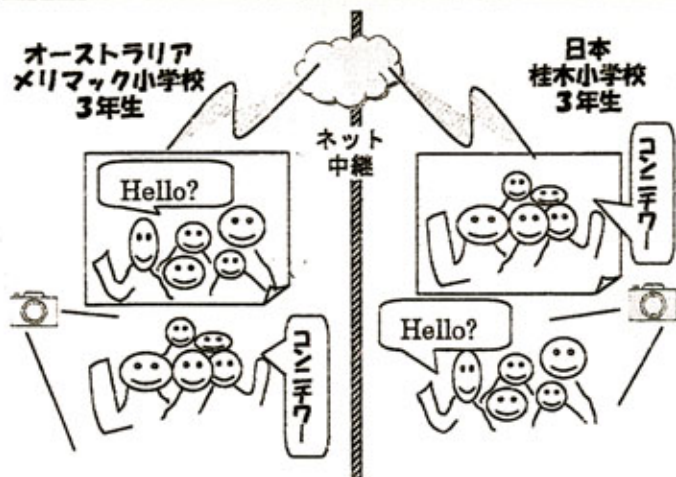 オーストラリア
メリマック小学校
3年生
日本
桂木小学校
3年生
ネット
中継
Hello?
コンニチワー
コンニチワー
Hello?